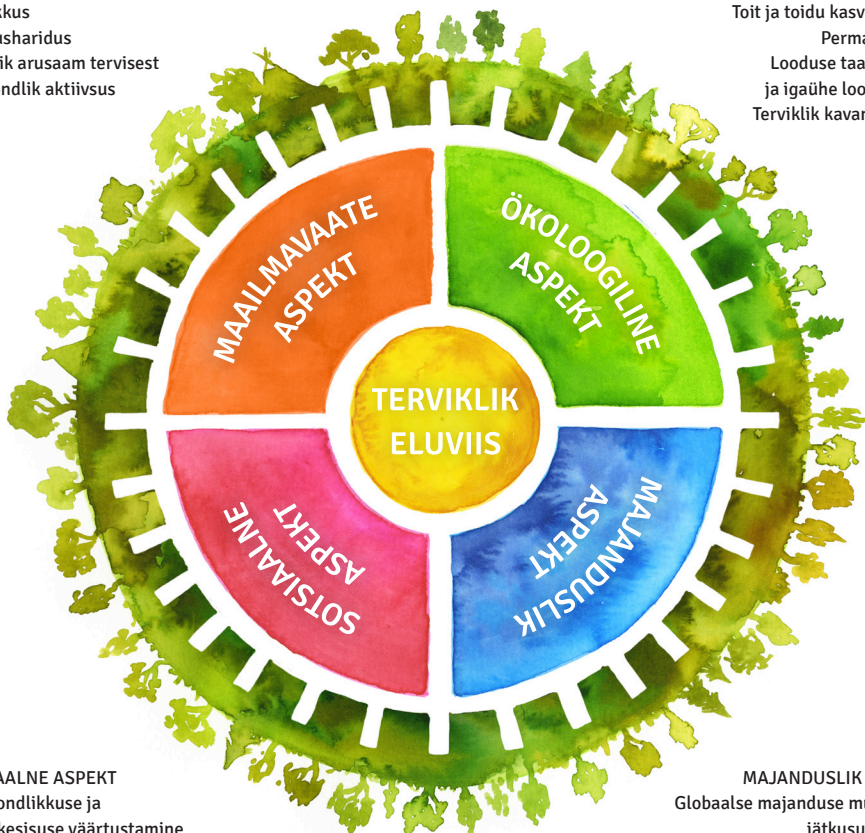 kus
usharidus
ik arusaam tervisest
ndlik aktiivsus
Toit ja toidu kasv
Perma
Looduse taa
ja igaühe loo
Terviklik kavan
MAAILMAVAATE
ASPEKT
ÖKOLOOGILINE
ASPEKT
TERVIKLIK
ELUVIIS
SOTSIAALNE
ASPEKT
MAJANDUSLIK
ASPEKT
AALNE ASPEKT
ondlikkuse ja
kesisuse väärtustamine
MAJANDUSLIK
Globaalse majanduse mu
jätkusu